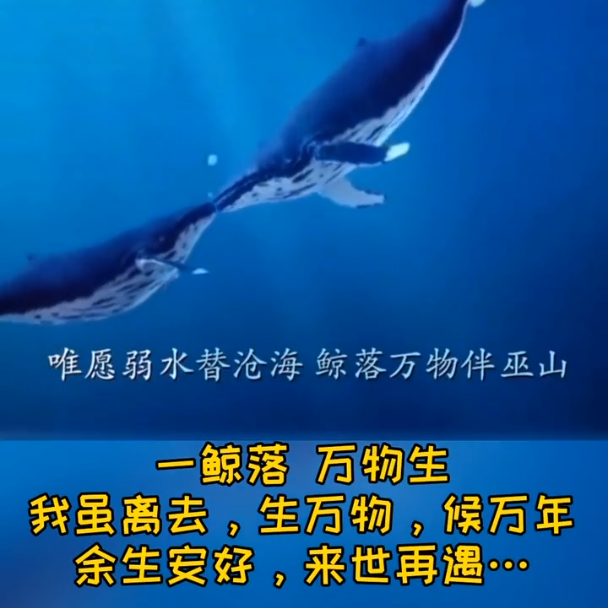 唯愿弱水替沧海 鲸落万物伴巫山
一鲸落 万物生
我虽离去，生万物，候万年
余生安好，来世再遇…